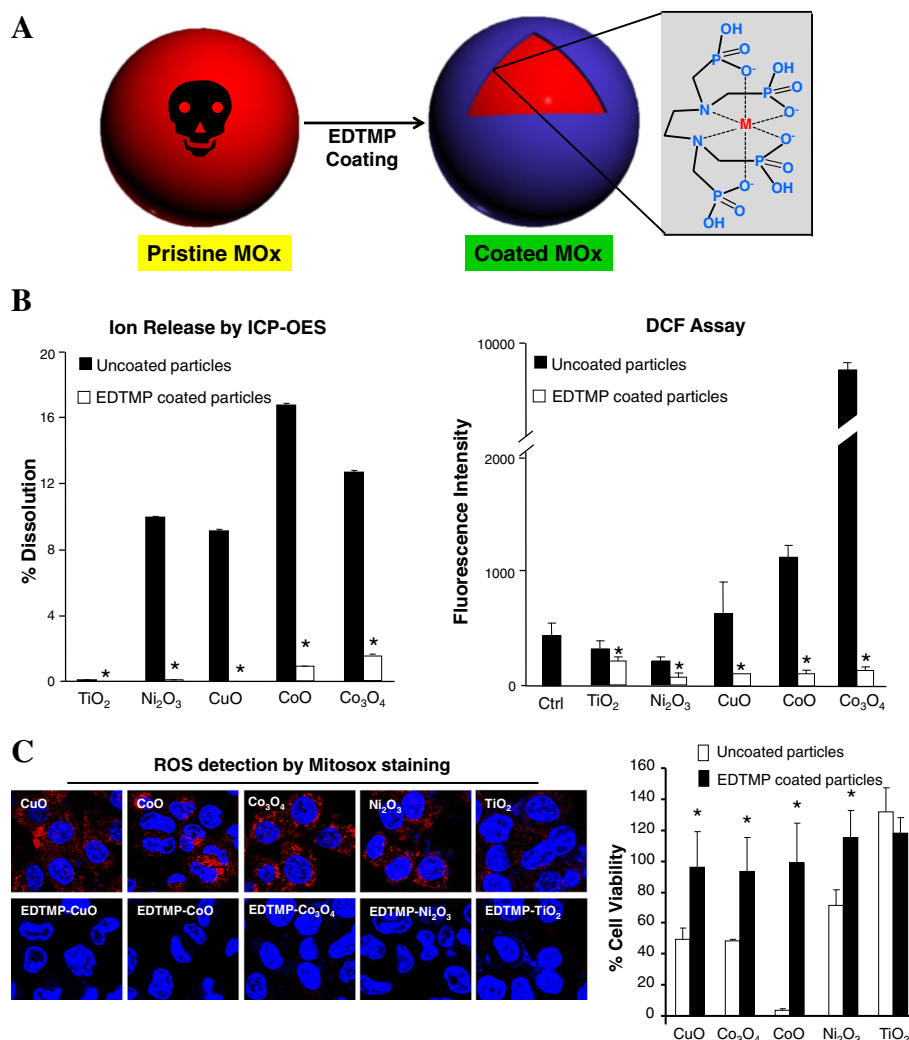 A
EDTMP
Coating
Pristine MOx
Coated MOx
OH
P
O
O-
OH
P
O
O-
N
M
N
O-
P
O
OH
O-
P
O
OH
B
Ion Release by ICP-OES
Uncoated particles
EDTMP coated particles
% Dissolution
20
16
12
8
4
0
* * * * *
TiO2 Ni2O3 CuO CoO Co3O4
DCF Assay
Uncoated particles
EDTMP coated particles
Fluorescence Intensity
10000
2000
1000
0
* * * * *
Ctrl TiO2 Ni2O3 CuO CoO Co3O4
C
ROS detection by Mitosox staining
CuO CoO Co3O4 Ni2O3 TiO2
EDTMP-CuO EDTMP-CoO EDTMP-Co3O4 EDTMP-Ni2O3 EDTMP-TiO2
Uncoated particles
EDTMP coated particles
% Cell Viability
160
140
120
100
80
60
40
20
0
* * * *
CuO Co3O4 CoO Ni2O3 TiO2